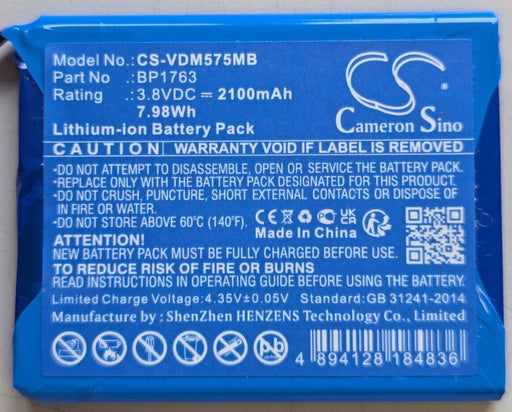 Model No.: CS-VDM575MB
Part No : BP1763
Rating : 3.8VDC ⎓ 2100mAh
7.98Wh
Lithium-ion Battery Pack
CS
Cameron Sino
CAUTION WARRANTY VOID IF LABEL IS REMOVED
*DO NOT ATTEMPT TO DISASSEMBLE, OPEN OR SERVICE THE BATTERY PACK.
*REPLACE ONLY WITH THE BATTERY PACK DESIGNATED FOR THIS PRODUCT.
*DO NOT CRUSH, PUNCTURE, SHORT EXTERNAL CONTACTS OR DISPOSE OF
IN FIRE OR WATER.
*DO NOT STORE ABOVE 60°C (140°F).
CE UKCA
Made In China
ATTENTION!
NEW BATTERY PACK MUST BE FULLY CHARGED BEFORE USE.
TO REDUCE RISK OF FIRE OR BURNS
READ INSTRUCTIONS IN OPERATING MANUAL BEFORE USING BATTERY PACK.
Limited Charge Voltage:4.35V±0.05V Standard:GB 31241-2014
Manufacture by : ShenZhen HENZENS Technology Co., Limited.
Pb
4 894128 184836